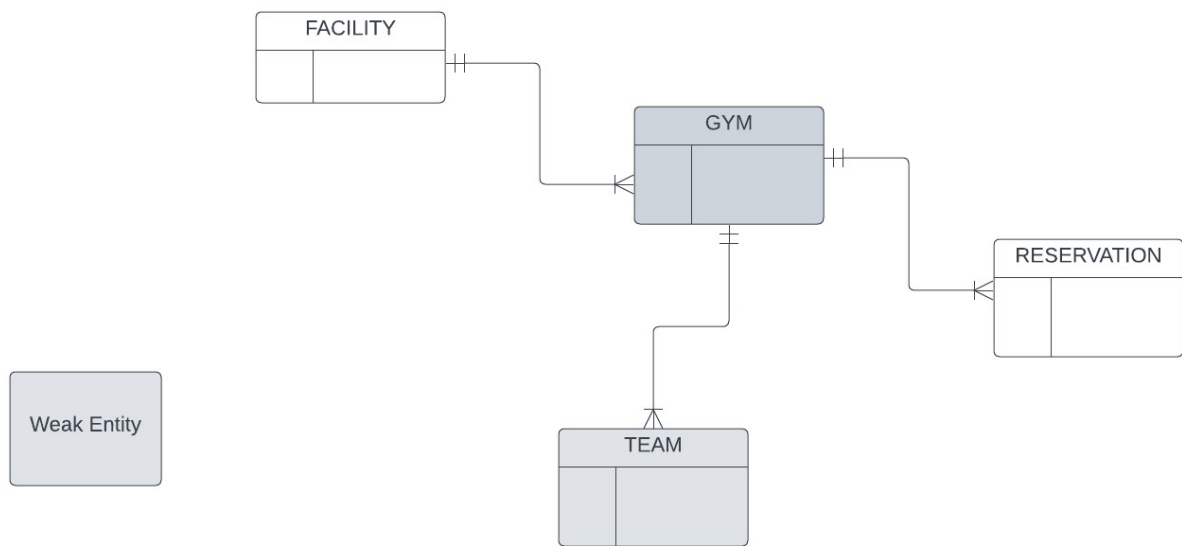 FACILITY
GYM
RESERVATION
Weak Entity
TEAM